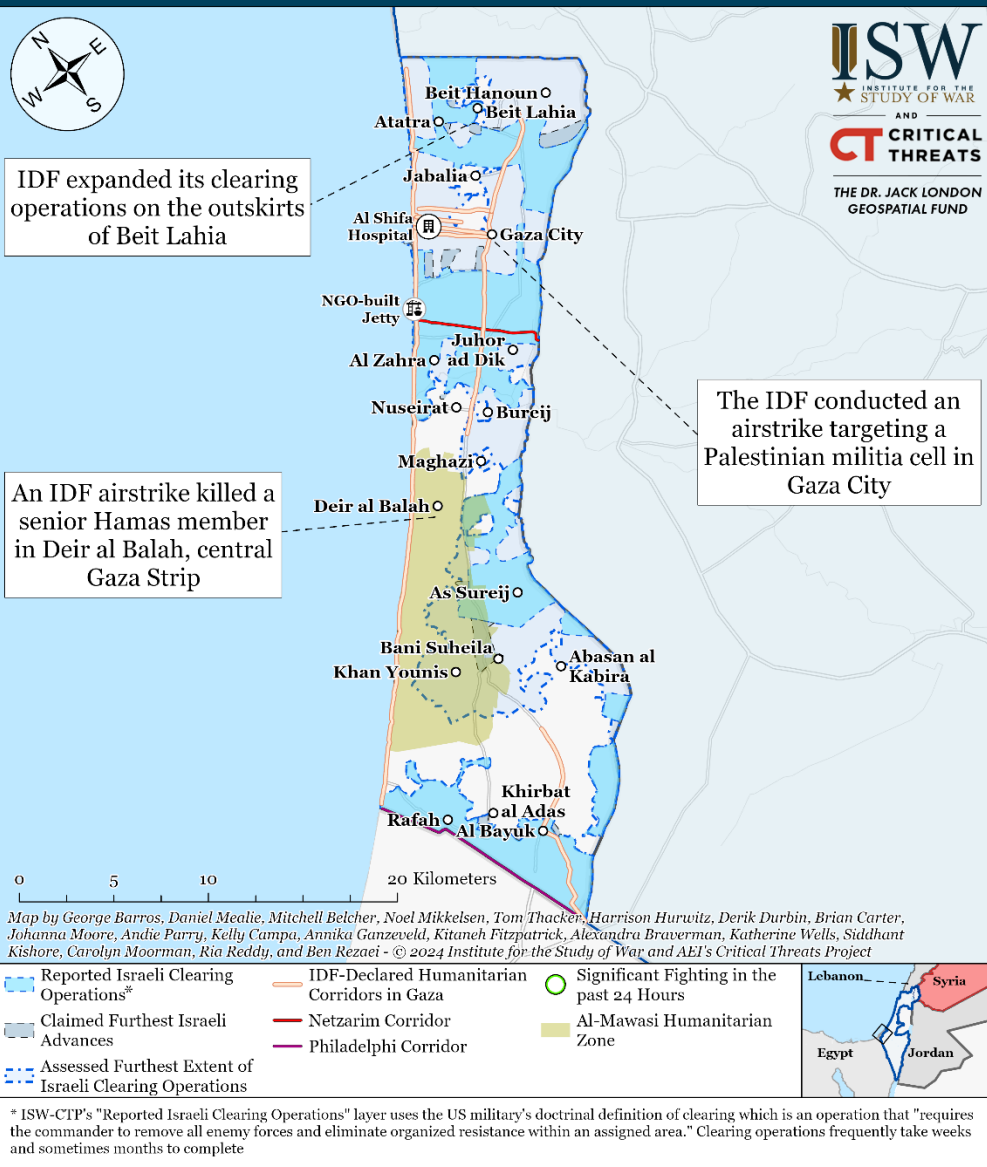 N
E
W
S
ISW
INSTITUTE FOR THE
STUDY OF WAR
AND
CT CRITICAL
THREATS
THE DR. JACK LONDON
GEOSPATIAL FUND
Beit Hanoun
Beit Lahia
Atatra
IDF expanded its clearing
operations on the outskirts
of Beit Lahia
Jabalia
Al Shifa
Hospital
Gaza City
NGO-built
Jetty
Juhor
ad Dik
Al Zahra
Nuseirat
Bureij
The IDF conducted an
airstrike targeting a
Palestinian militia cell in
Gaza City
Maghazi
An IDF airstrike killed a
senior Hamas member
in Deir al Balah, central
Gaza Strip
Deir al Balah
As Sureij
Bani Suheila
Abasan al
Kabira
Khan Younis
Khirbat
al Adas
Rafah
Al Bayuk
0 5 10 20 Kilometers
Map by George Barros, Daniel Mealie, Mitchell Belcher, Noel Mikkelsen, Tom Thacker, Harrison Hurwitz, Derik Durbin, Brian Carter,
Johanna Moore, Andie Parry, Kelly Campa, Annika Ganzeveld, Kitaneh Fitzpatrick, Alexandra Braverman, Katherine Wells, Siddhant
Kishore, Carolyn Moorman, Ria Reddy, and Ben Rezaei - © 2024 Institute for the Study of War and AEI's Critical Threats Project
Reported Israeli Clearing
Operations*
Claimed Furthest Israeli
Advances
Assessed Furthest Extent of
Israeli Clearing Operations
IDF-Declared Humanitarian
Corridors in Gaza
Netzarim Corridor
Philadelphi Corridor
Significant Fighting in the
past 24 Hours
Al-Mawasi Humanitarian
Zone
Lebanon
Syria
Egypt
Jordan
* ISW-CTP's "Reported Israeli Clearing Operations" layer uses the US military's doctrinal definition of clearing which is an operation that "requires
the commander to remove all enemy forces and eliminate organized resistance within an assigned area." Clearing operations frequently take weeks
and sometimes months to complete